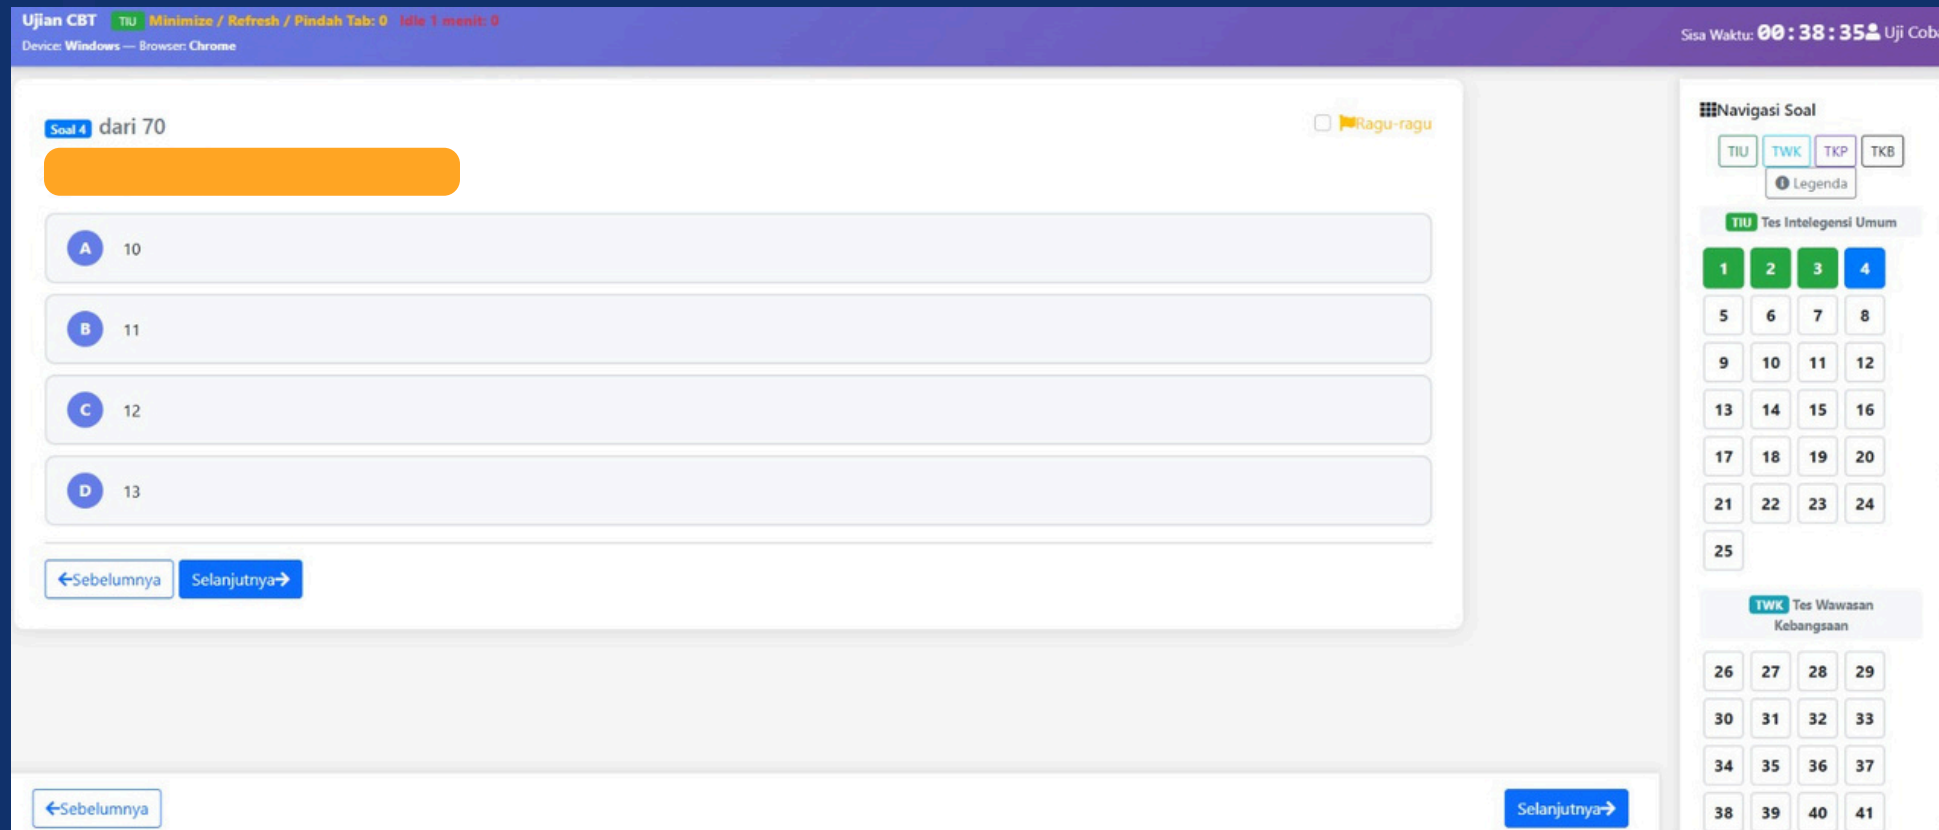 Ujian CBT TIU Minimize / Refresh / Pindah Tab: 0 Idle 1 menit: 0
Device: Windows — Browser: Chrome
Sisa Waktu: 00:38:35 Uji Coba
Soal 4 dari 70
Ragu-ragu
A 10
B 11
C 12
D 13
Sebelumnya Selanjutnya
Sebelumnya
Selanjutnya
Navigasi Soal
TIU TWK TKP TKB
Legenda
TIU Tes Intelegensi Umum
1 2 3 4
5 6 7 8
9 10 11 12
13 14 15 16
17 18 19 20
21 22 23 24
25
TWK Tes Wawasan
Kebangsaan
26 27 28 29
30 31 32 33
34 35 36 37
38 39 40 41